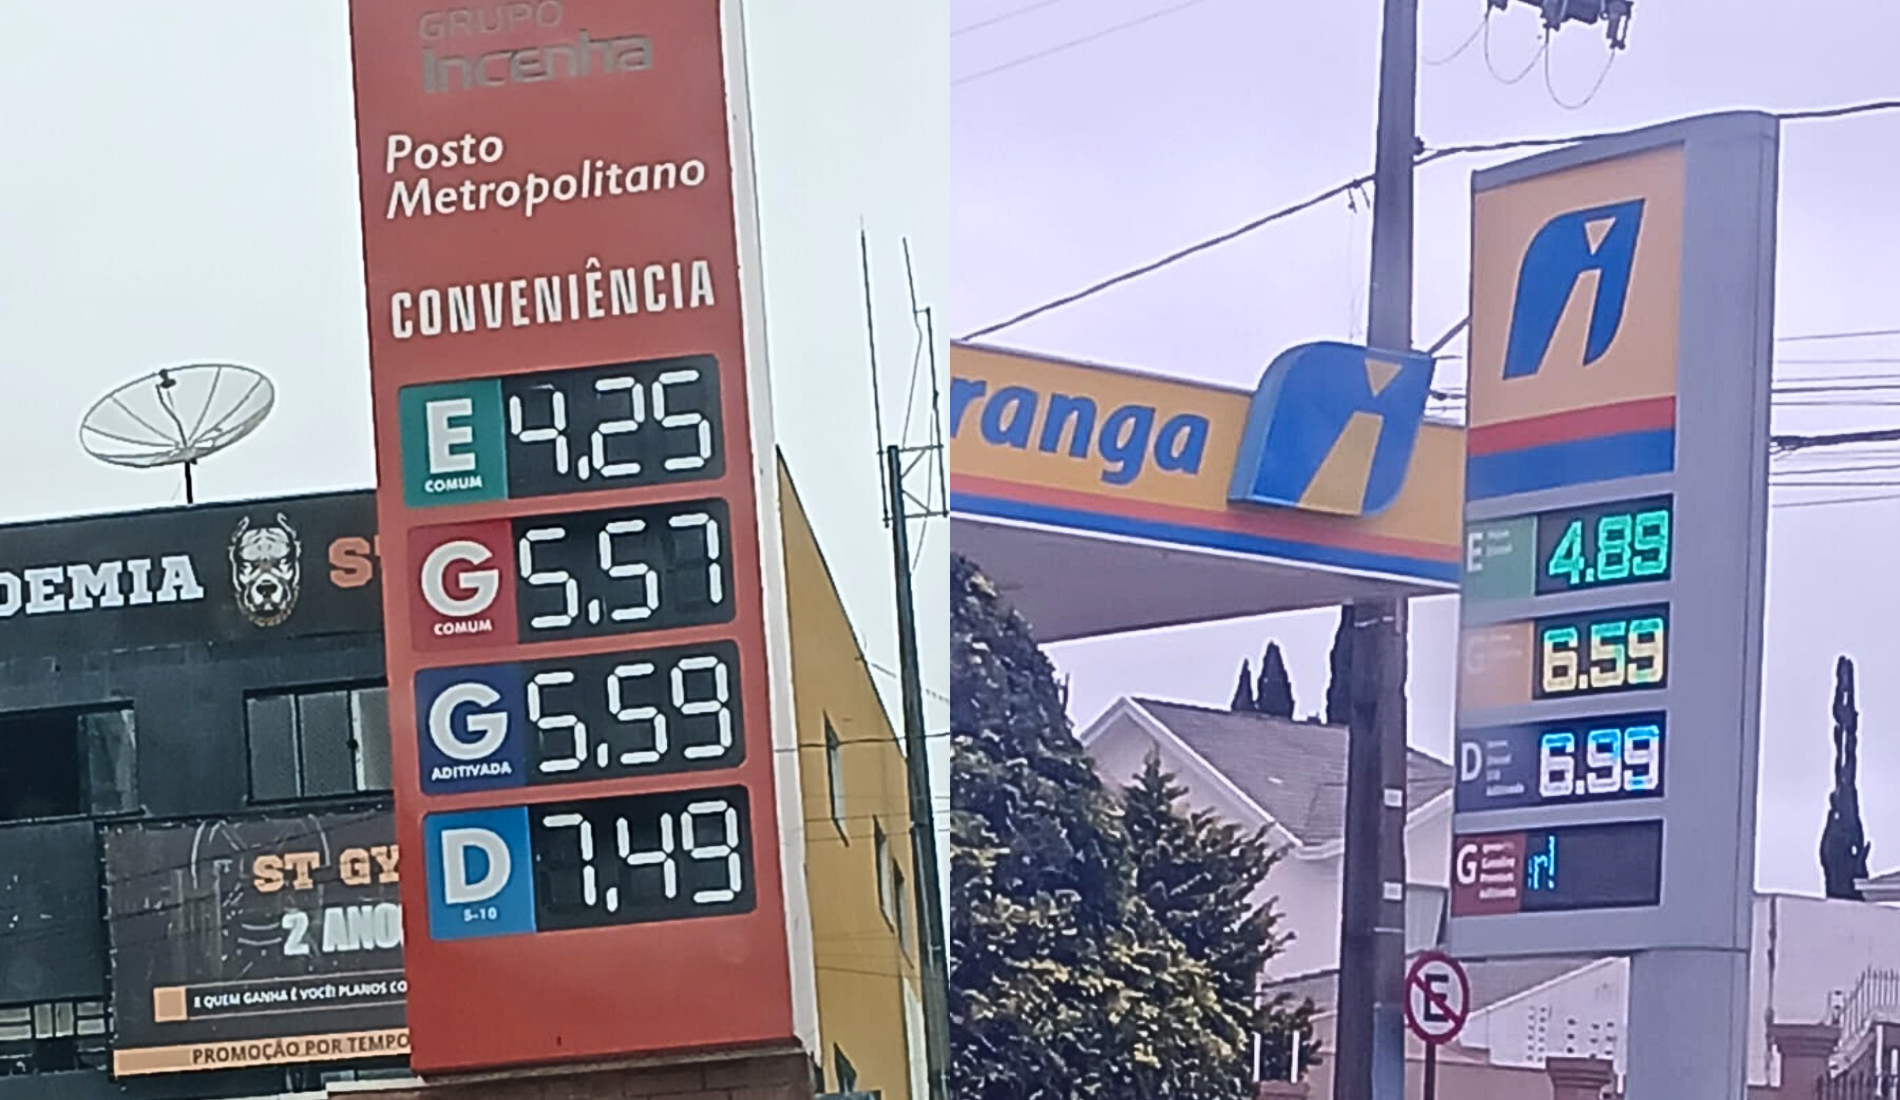 GRUPO
Incenha
Posto
Metropolitano
CONVENIÊNCIA
E 4,25
COMUM
G 5,57
COMUM
G 5,59
ADITIVADA
D 7,49
S-10
DEMIA
ST GY
2 ANO
E QUEM GANHA É VOCÊ! PLANOS CO
PROMOÇÃO POR TEMPO
ranga
E 4.89
G 6.59
D 6.99
G
E